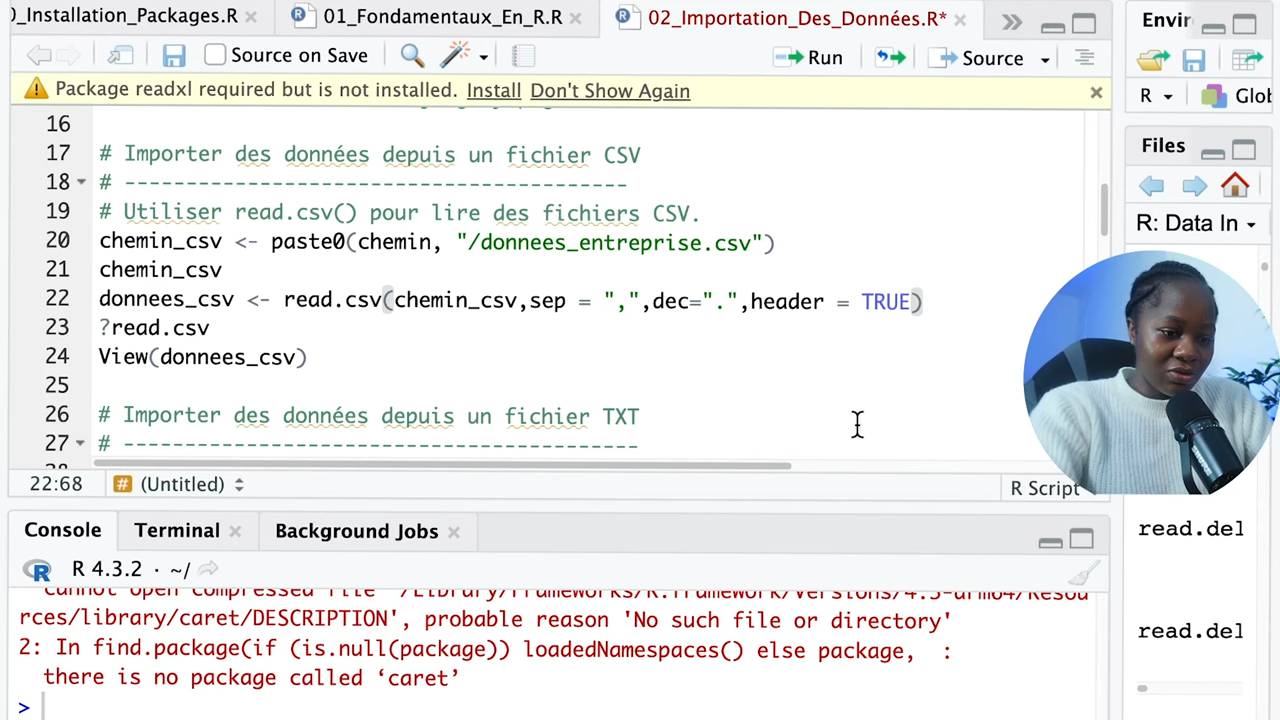 0_Installation_Packages.R
01_Fondamentaux_En_R.R
02_Importation_Des_Données.R*
Source on Save
Run
Source
Package readxl required but is not installed. Install Don't Show Again
16
17 # Importer des données depuis un fichier CSV
18 # -----------------------------------------
19 # Utiliser read.csv() pour lire des fichiers CSV.
20 chemin_csv <- paste0(chemin, "/donnees_entreprise.csv")
21 chemin_csv
22 donnees_csv <- read.csv(chemin_csv,sep = ",",dec=".",header = TRUE)
23 ?read.csv
24 View(donnees_csv)
25
26 # Importer des données depuis un fichier TXT
27 # ------------------------------------------
22:68
(Untitled)
R Script
Console
Terminal
Background Jobs
R 4.3.2 · ~/
rces/library/caret/DESCRIPTION', probable reason 'No such file or directory'
2: In find.package(if (is.null(package)) loadedNamespaces() else package, :
there is no package called ‘caret’
>
Envir
R
Glob
Files
R: Data In
read.del
read.del